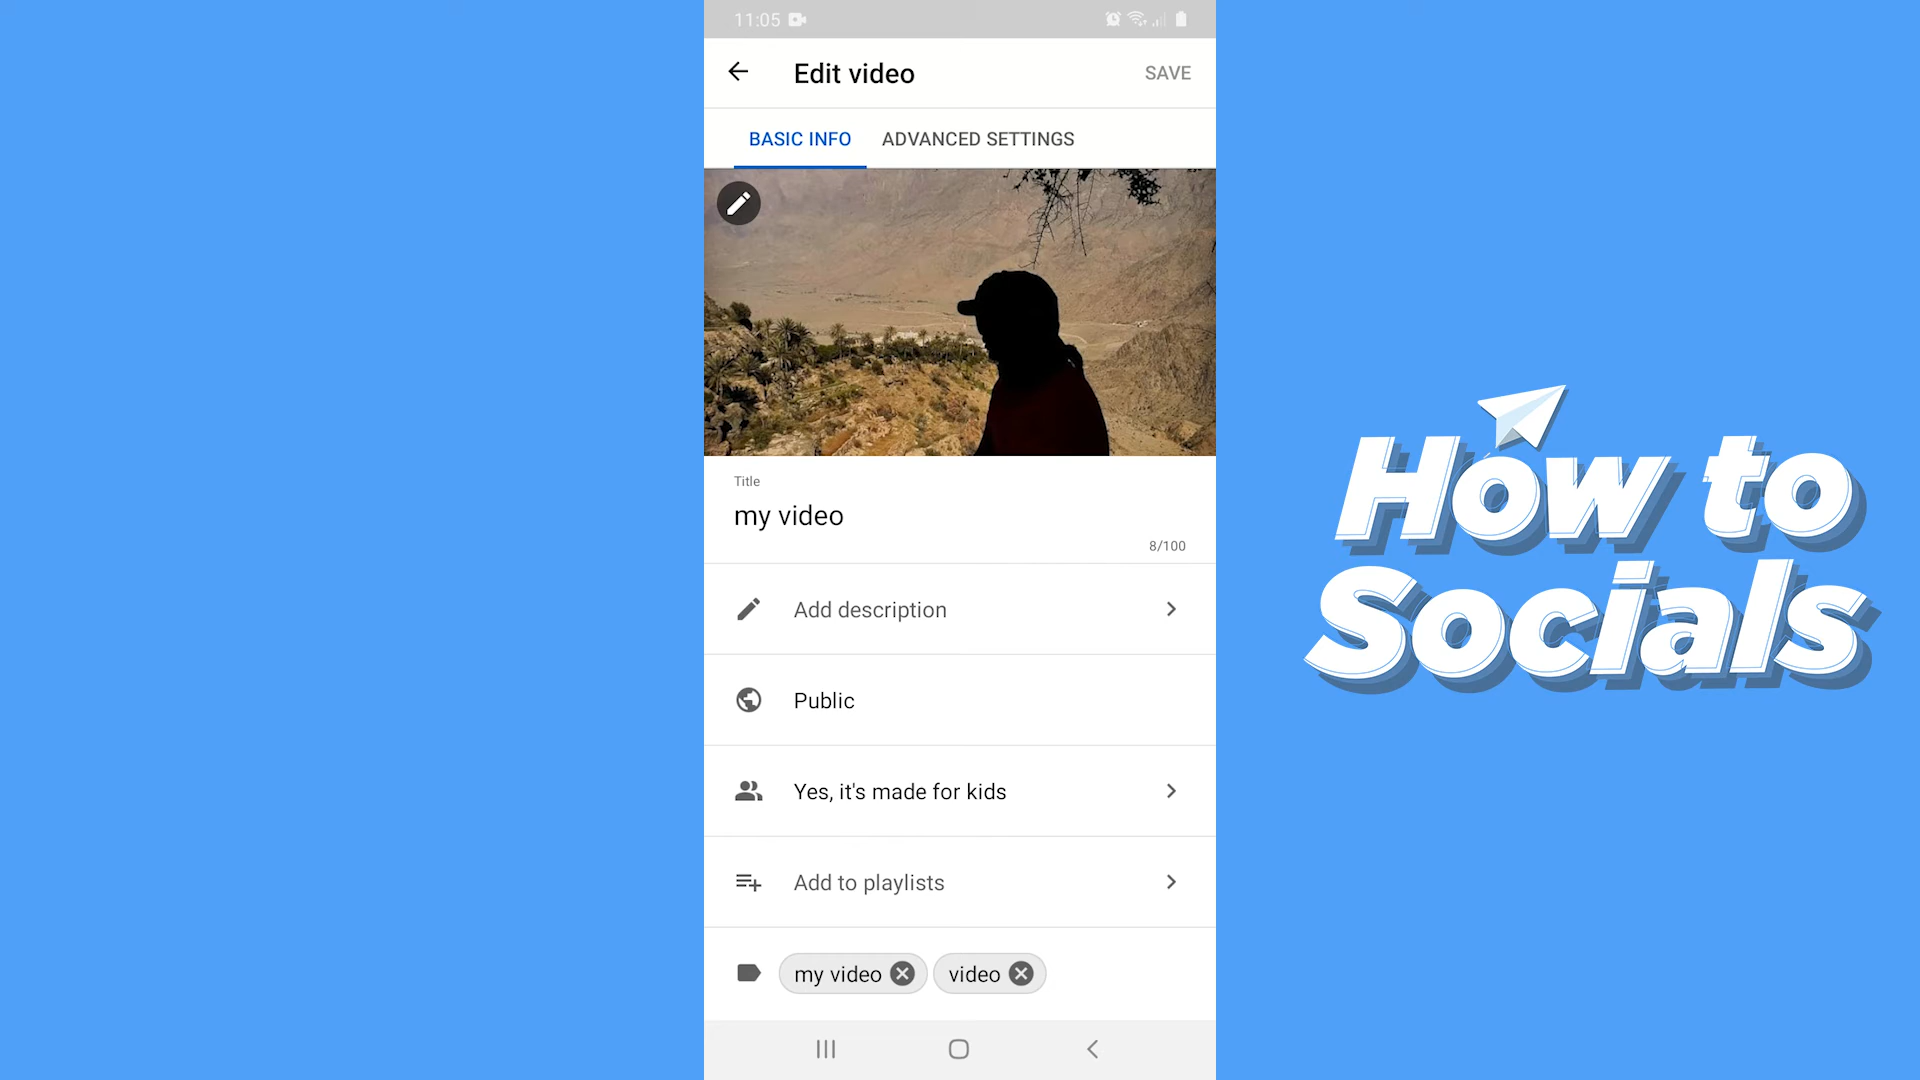 11:05
Edit video
SAVE
BASIC INFO
ADVANCED SETTINGS
Title
my video
8/100
Add description
Public
Yes, it's made for kids
Add to playlists
my video
video
How to
Socials